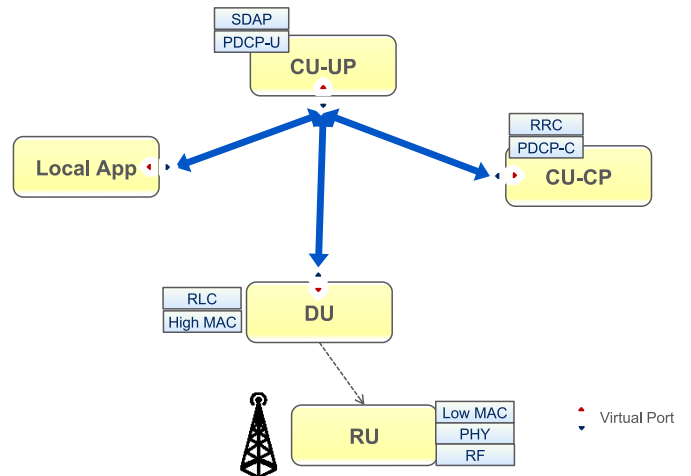 SDAP
PDCP-U
CU-UP
RRC
PDCP-C
Local App
CU-CP
RLC
High MAC
DU
Low MAC
PHY
RF
RU
Virtual Port